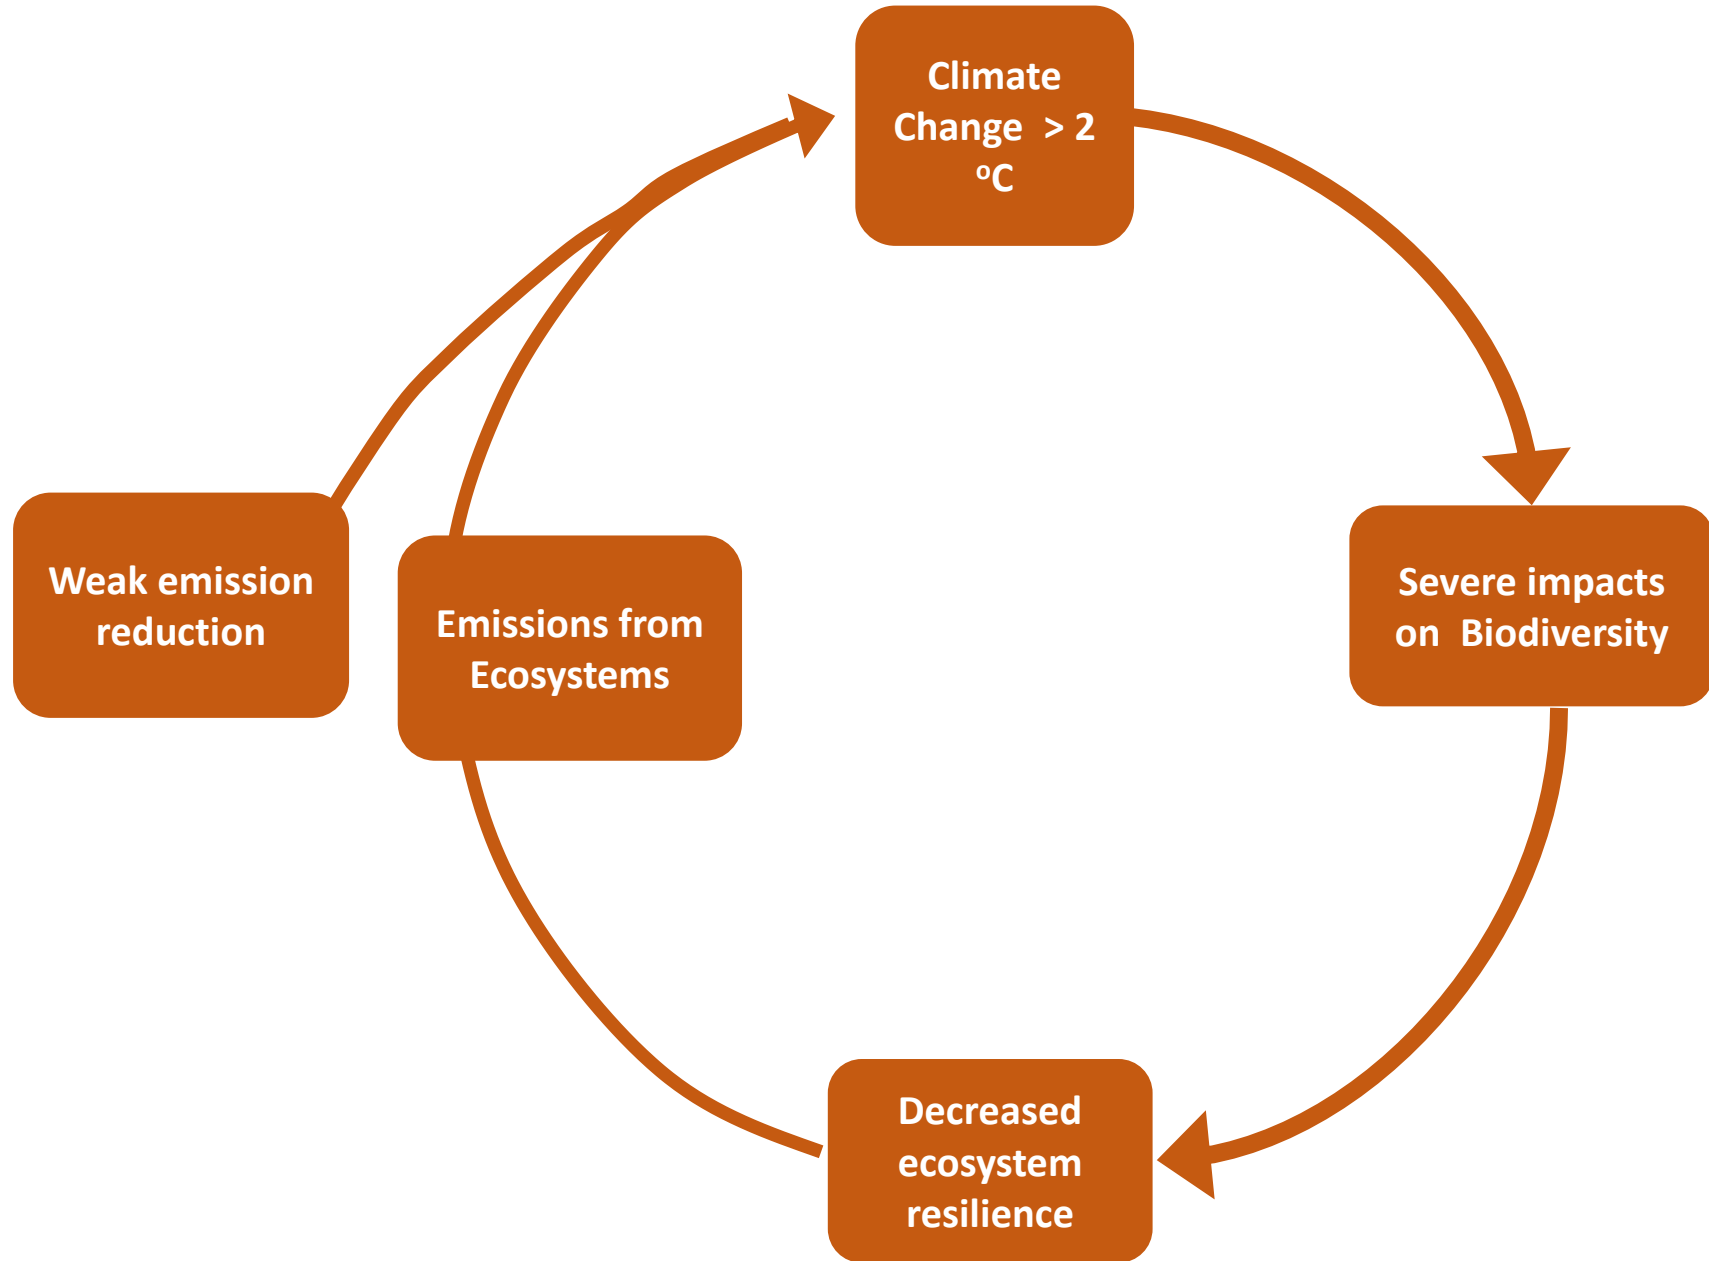 Climate
Change > 2
ºC
Weak emission
reduction
Emissions from
Ecosystems
Severe impacts
on Biodiversity
Decreased
ecosystem
resilience